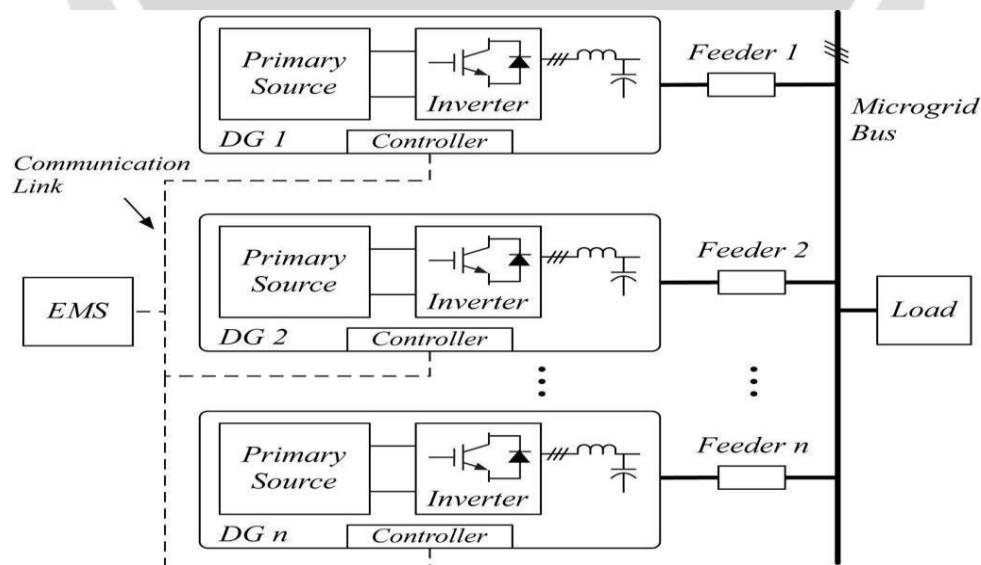 Primary
Source
Inverter
DG 1
Controller
Feeder 1
Microgrid
Bus
Communication
Link
Primary
Source
Inverter
DG 2
Controller
Feeder 2
EMS
Load
Primary
Source
Inverter
DG n
Controller
Feeder n